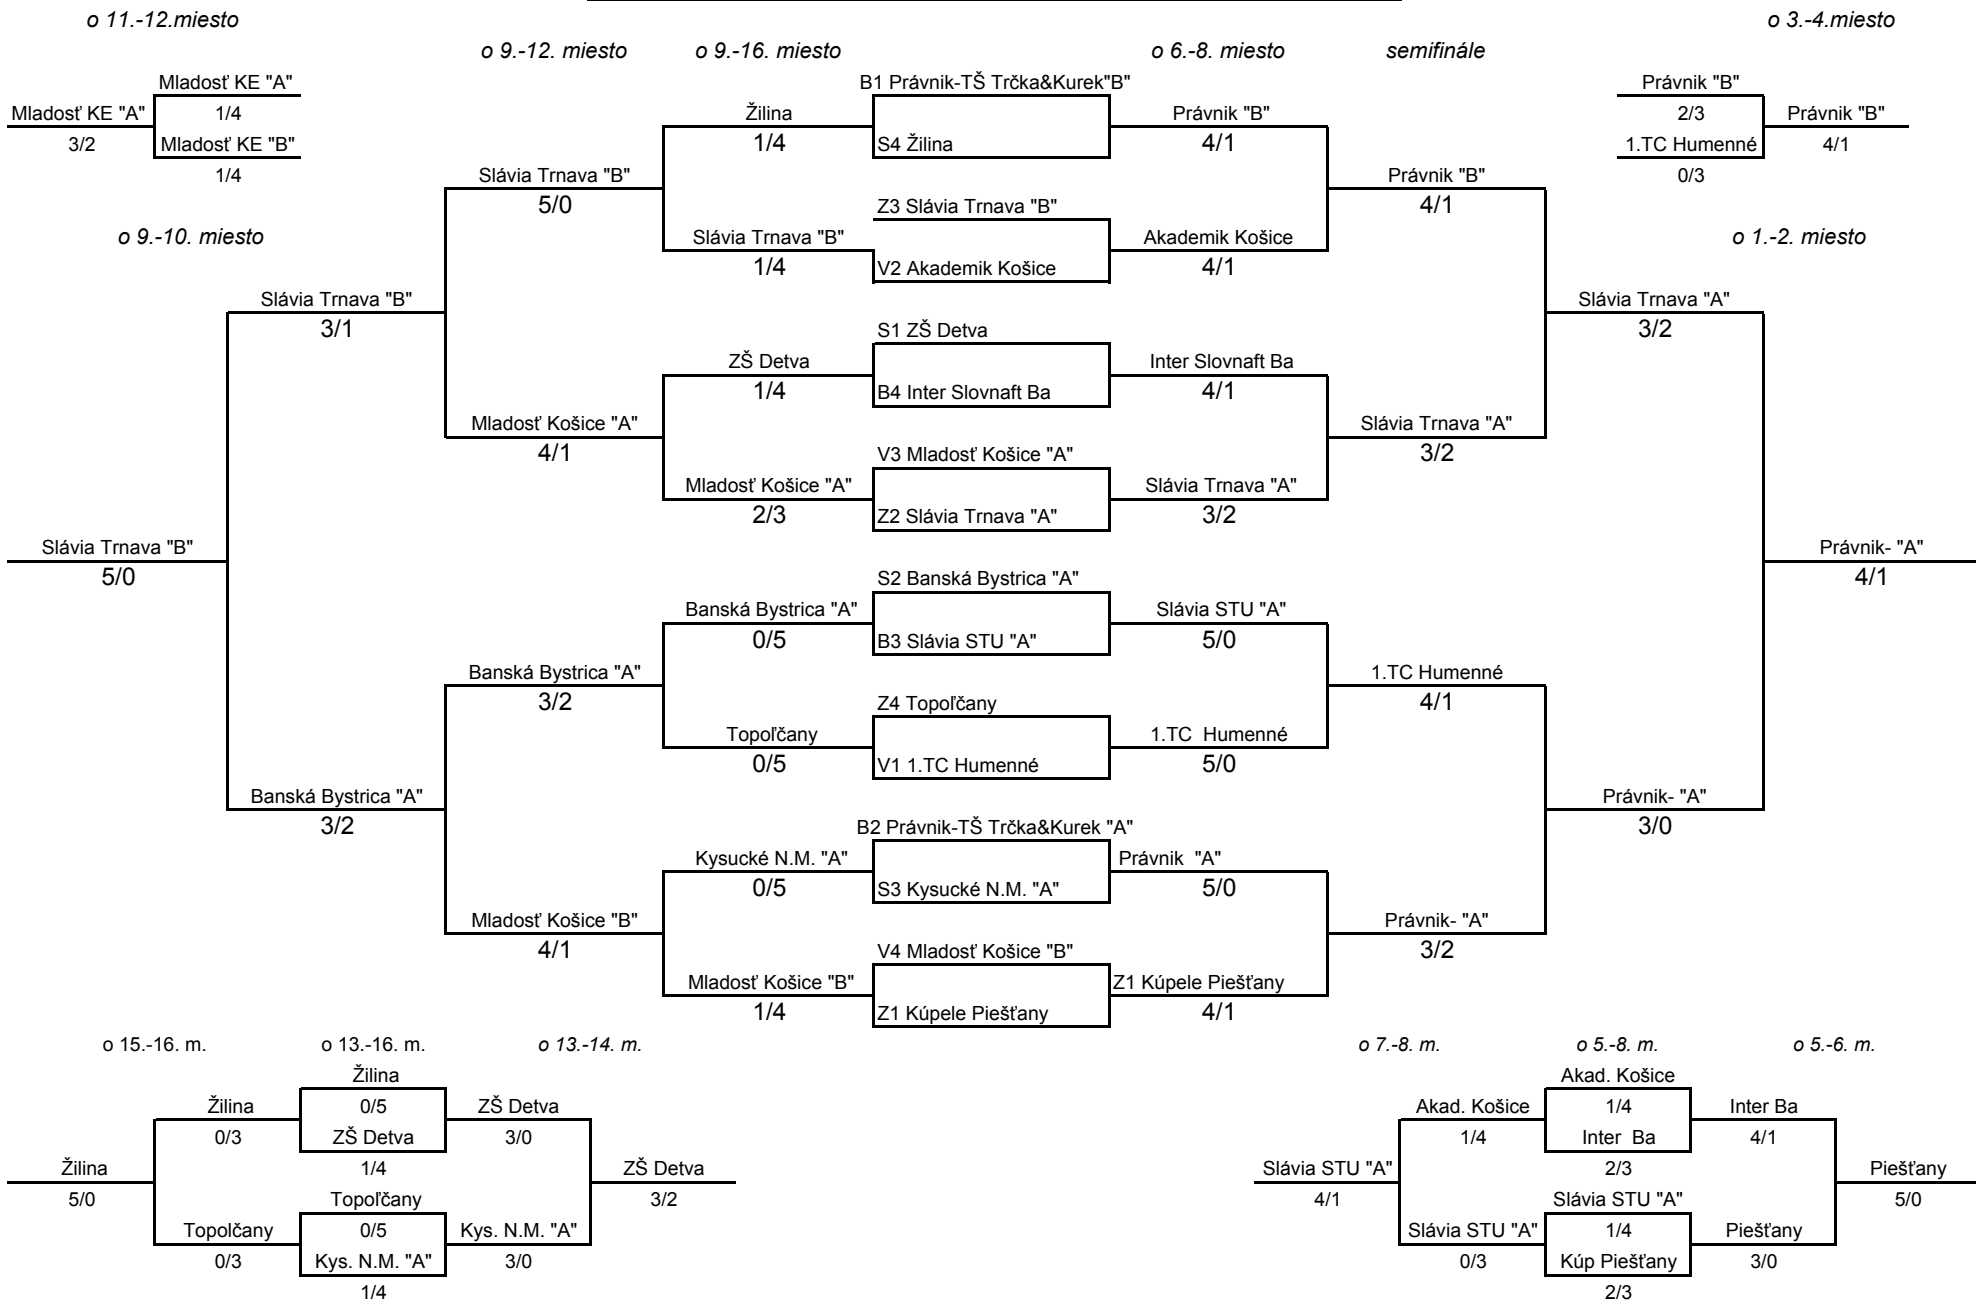 o 11.-12.miesto
o 3.-4.miesto
o 9.-12. miesto
o 9.-16. miesto
o 6.-8. miesto
semifinále
Mladosť KE "A"
B1 Právnik-TŠ Trčka&Kurek"B"
Právnik "B"
Mladosť KE "A"
1/4
Žilina
Právnik "B"
2/3
Právnik "B"
3/2
Mladosť KE "B"
1/4
S4 Žilina
4/1
1.TC Humenné
4/1
1/4
Slávia Trnava "B"
Právnik "B"
0/3
5/0
Z3 Slávia Trnava "B"
4/1
o 9.-10. miesto
Slávia Trnava "B"
Akademik Košice
o 1.-2. miesto
1/4
V2 Akademik Košice
4/1
Slávia Trnava "B"
Slávia Trnava "A"
3/1
S1 ZŠ Detva
3/2
ZŠ Detva
Inter Slovnaft Ba
1/4
B4 Inter Slovnaft Ba
4/1
Mladosť Košice "A"
Slávia Trnava "A"
4/1
V3 Mladosť Košice "A"
3/2
Mladosť Košice "A"
Slávia Trnava "A"
2/3
Z2 Slávia Trnava "A"
3/2
Slávia Trnava "B"
Právnik- "A"
5/0
S2 Banská Bystrica "A"
4/1
Banská Bystrica "A"
Slávia STU "A"
0/5
B3 Slávia STU "A"
5/0
Banská Bystrica "A"
1.TC Humenné
3/2
Z4 Topoľčany
4/1
Topoľčany
1.TC  Humenné
0/5
V1 1.TC Humenné
5/0
Banská Bystrica "A"
Právnik- "A"
3/2
B2 Právnik-TŠ Trčka&Kurek "A"
3/0
Kysucké N.M. "A"
Právnik  "A"
0/5
S3 Kysucké N.M. "A"
5/0
Mladosť Košice "B"
Právnik- "A"
4/1
V4 Mladosť Košice "B"
3/2
Mladosť Košice "B"
Z1 Kúpele Piešťany
1/4
Z1 Kúpele Piešťany
4/1
o 15.-16. m.
o 13.-16. m.
o 13.-14. m.
o 7.-8. m.
o 5.-8. m.
o 5.-6. m.
Žilina
Akad. Košice
Žilina
0/5
ZŠ Detva
Akad. Košice
1/4
Inter Ba
0/3
ZŠ Detva
3/0
1/4
Inter  Ba
4/1
Žilina
1/4
ZŠ Detva
Slávia STU "A"
2/3
Piešťany
5/0
Topoľčany
3/2
4/1
Slávia STU "A"
5/0
Topolčany
0/5
Kys. N.M. "A"
Slávia STU "A"
1/4
Piešťany
0/3
Kys. N.M. "A"
3/0
0/3
Kúp Piešťany
3/0
1/4
2/3